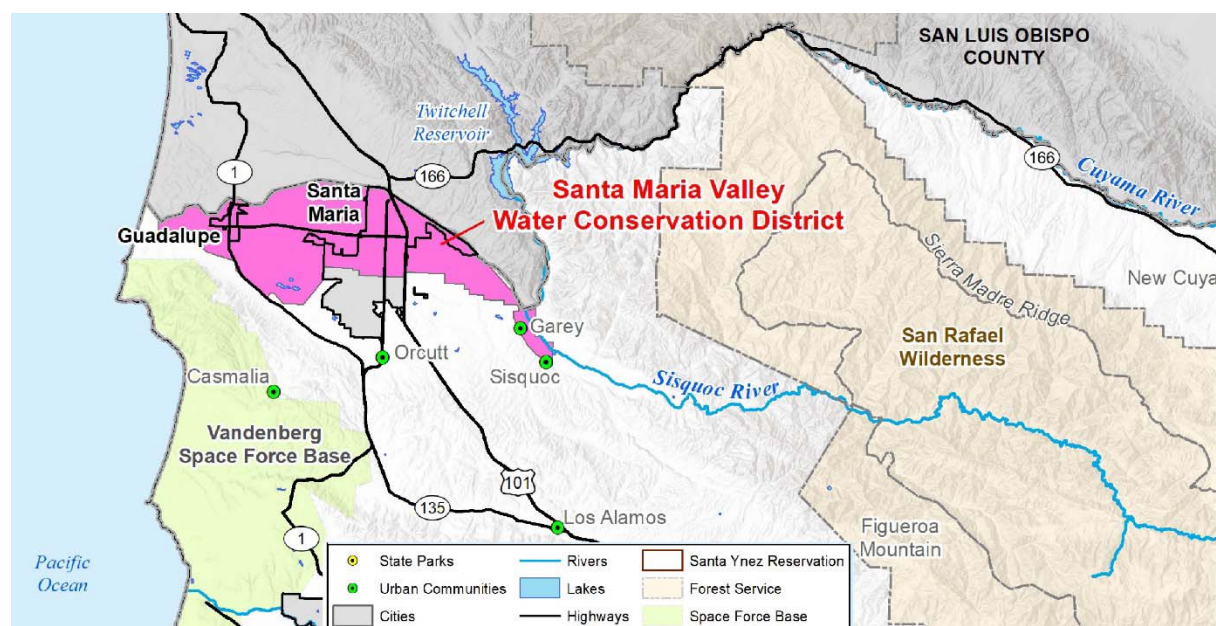 SAN LUIS OBISPO
COUNTY
Twitchell
Reservoir
166
Cuyama River
1
166
Santa
Maria
Santa Maria Valley
Water Conservation District
Guadalupe
Sierra Madre Ridge
New Cuya
Garey
San Rafael
Wilderness
Orcutt
Sisquoc
Casmalia
Sisquoc River
Vandenberg
Space Force Base
101
135
Los Alamos
Figueroa
Mountain
1
Pacific
Ocean
State Parks
Rivers
Santa Ynez Reservation
Urban Communities
Lakes
Forest Service
Cities
Highways
Space Force Base